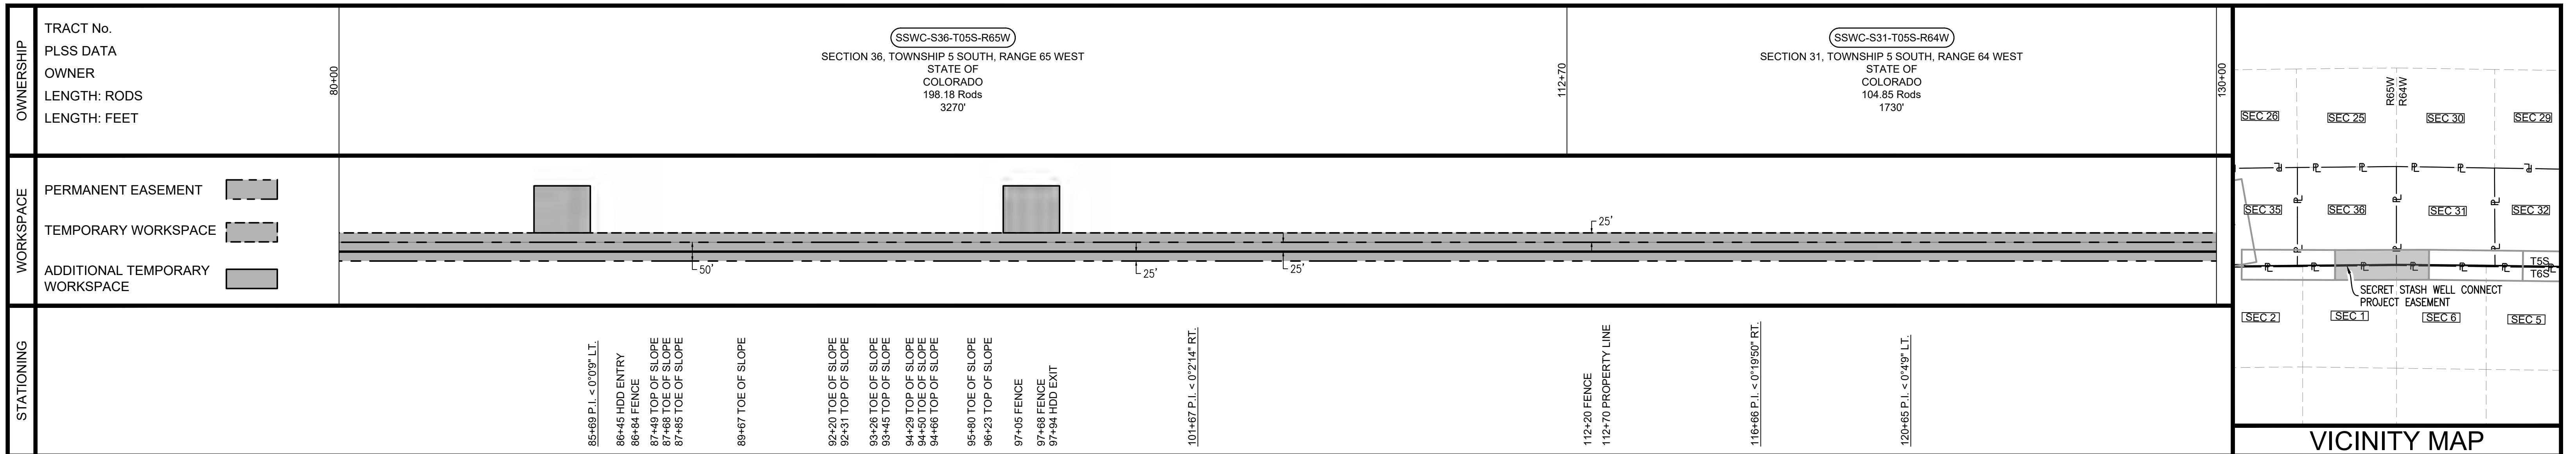 OWNERSHIP
TRACT No.
PLSS DATA
OWNER
LENGTH: RODS
LENGTH: FEET
80+00
SSWC-S36-T05S-R65W
SECTION 36, TOWNSHIP 5 SOUTH, RANGE 65 WEST
STATE OF
COLORADO
198.18 Rods
3270'
112+70
SSWC-S31-T05S-R64W
SECTION 31, TOWNSHIP 5 SOUTH, RANGE 64 WEST
STATE OF
COLORADO
104.85 Rods
1730'
130+00
WORKSPACE
PERMANENT EASEMENT
TEMPORARY WORKSPACE
ADDITIONAL TEMPORARY
WORKSPACE
50'
25'
25'
25'
STATIONING
85+69 P.I. < 0°0'9" LT.
86+45 HDD ENTRY
86+84 FENCE
87+49 TOP OF SLOPE
87+68 TOE OF SLOPE
87+85 TOE OF SLOPE
89+67 TOE OF SLOPE
92+20 TOE OF SLOPE
92+31 TOP OF SLOPE
93+26 TOE OF SLOPE
93+45 TOP OF SLOPE
94+29 TOP OF SLOPE
94+50 TOE OF SLOPE
94+66 TOP OF SLOPE
95+80 TOE OF SLOPE
96+23 TOP OF SLOPE
97+05 FENCE
97+68 FENCE
97+94 HDD EXIT
101+67 P.I. < 0°2'14" RT.
112+20 FENCE
112+70 PROPERTY LINE
116+66 P.I. < 0°19'50" RT.
120+65 P.I. < 0°4'9" LT.
R65W
R64W
SEC 26
SEC 25
SEC 30
SEC 29
SEC 35
SEC 36
SEC 31
SEC 32
T5S
T6S
SECRET STASH WELL CONNECT
PROJECT EASEMENT
SEC 2
SEC 1
SEC 6
SEC 5
VICINITY MAP